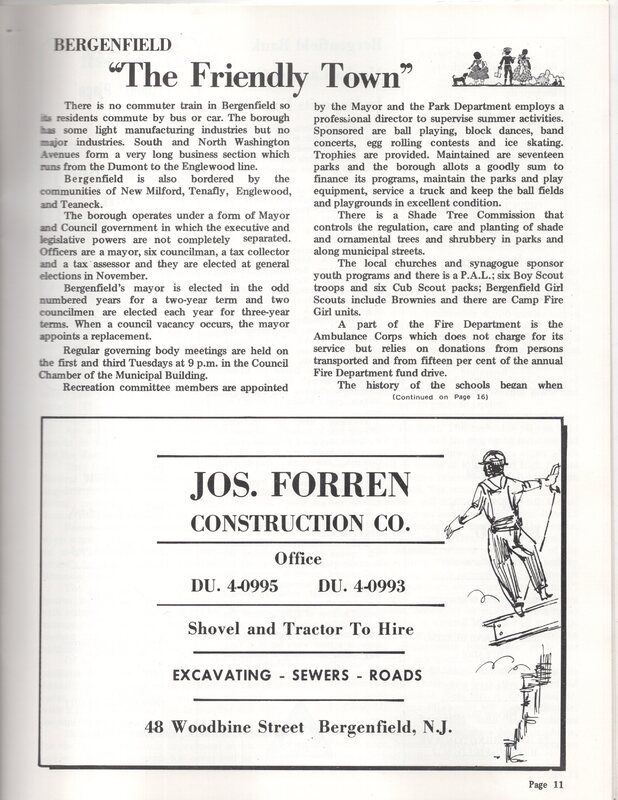 BERGENFIELD
"The Friendly Town"
There is no commuter train in Bergenfield so
its residents commute by bus or car. The borough
has some light manufacturing industries but no
major industries. South and North Washington
Avenues form a very long business section which
runs from the Dumont to the Englewood line.
Bergenfield is also bordered by the
communities of New Milford, Tenafly, Englewood,
and Teaneck.
The borough operates under a form of Mayor
and Council government in which the executive and
legislative powers are not completely separated.
Officers are a mayor, six councilman, a tax collector
and a tax assessor and they are elected at general
elections in November.
Bergenfield's mayor is elected in the odd
numbered years for a two-year term and two
councilmen are elected each year for three-year
terms. When a council vacancy occurs, the mayor
appoints a replacement.
Regular governing body meetings are held on
the first and third Tuesdays at 9 p.m. in the Council
Chamber of the Municipal Building.
Recreation committee members are appointed
by the Mayor and the Park Department employs a
professional director to supervise summer activities.
Sponsored are ball playing, block dances, band
concerts, egg rolling contests and ice skating.
Trophies are provided. Maintained are seventeen
parks and the borough allots a goodly sum to
finance its programs, maintain the parks and play
equipment, service a truck and keep the ball fields
and playgrounds in excellent condition.
There is a Shade Tree Commission that
controls the regulation, care and planting of shade
and ornamental trees and shrubbery in parks and
along municipal streets.
The local churches and synagogue sponsor
youth programs and there is a P.A.L.; six Boy Scout
troops and six Cub Scout packs; Bergenfield Girl
Scouts include Brownies and there are Camp Fire
Girl units.
A part of the Fire Department is the
Ambulance Corps which does not charge for its
service but relies on donations from persons
transported and from fifteen per cent of the annual
Fire Department fund drive.
The history of the schools began when
(Continued on Page 16)
JOS. FORREN
CONSTRUCTION CO.
Office
DU. 4-0995 DU. 4-0993
Shovel and Tractor To Hire
EXCAVATING - SEWERS - ROADS
48 Woodbine Street Bergenfield, N.J.
Page 11